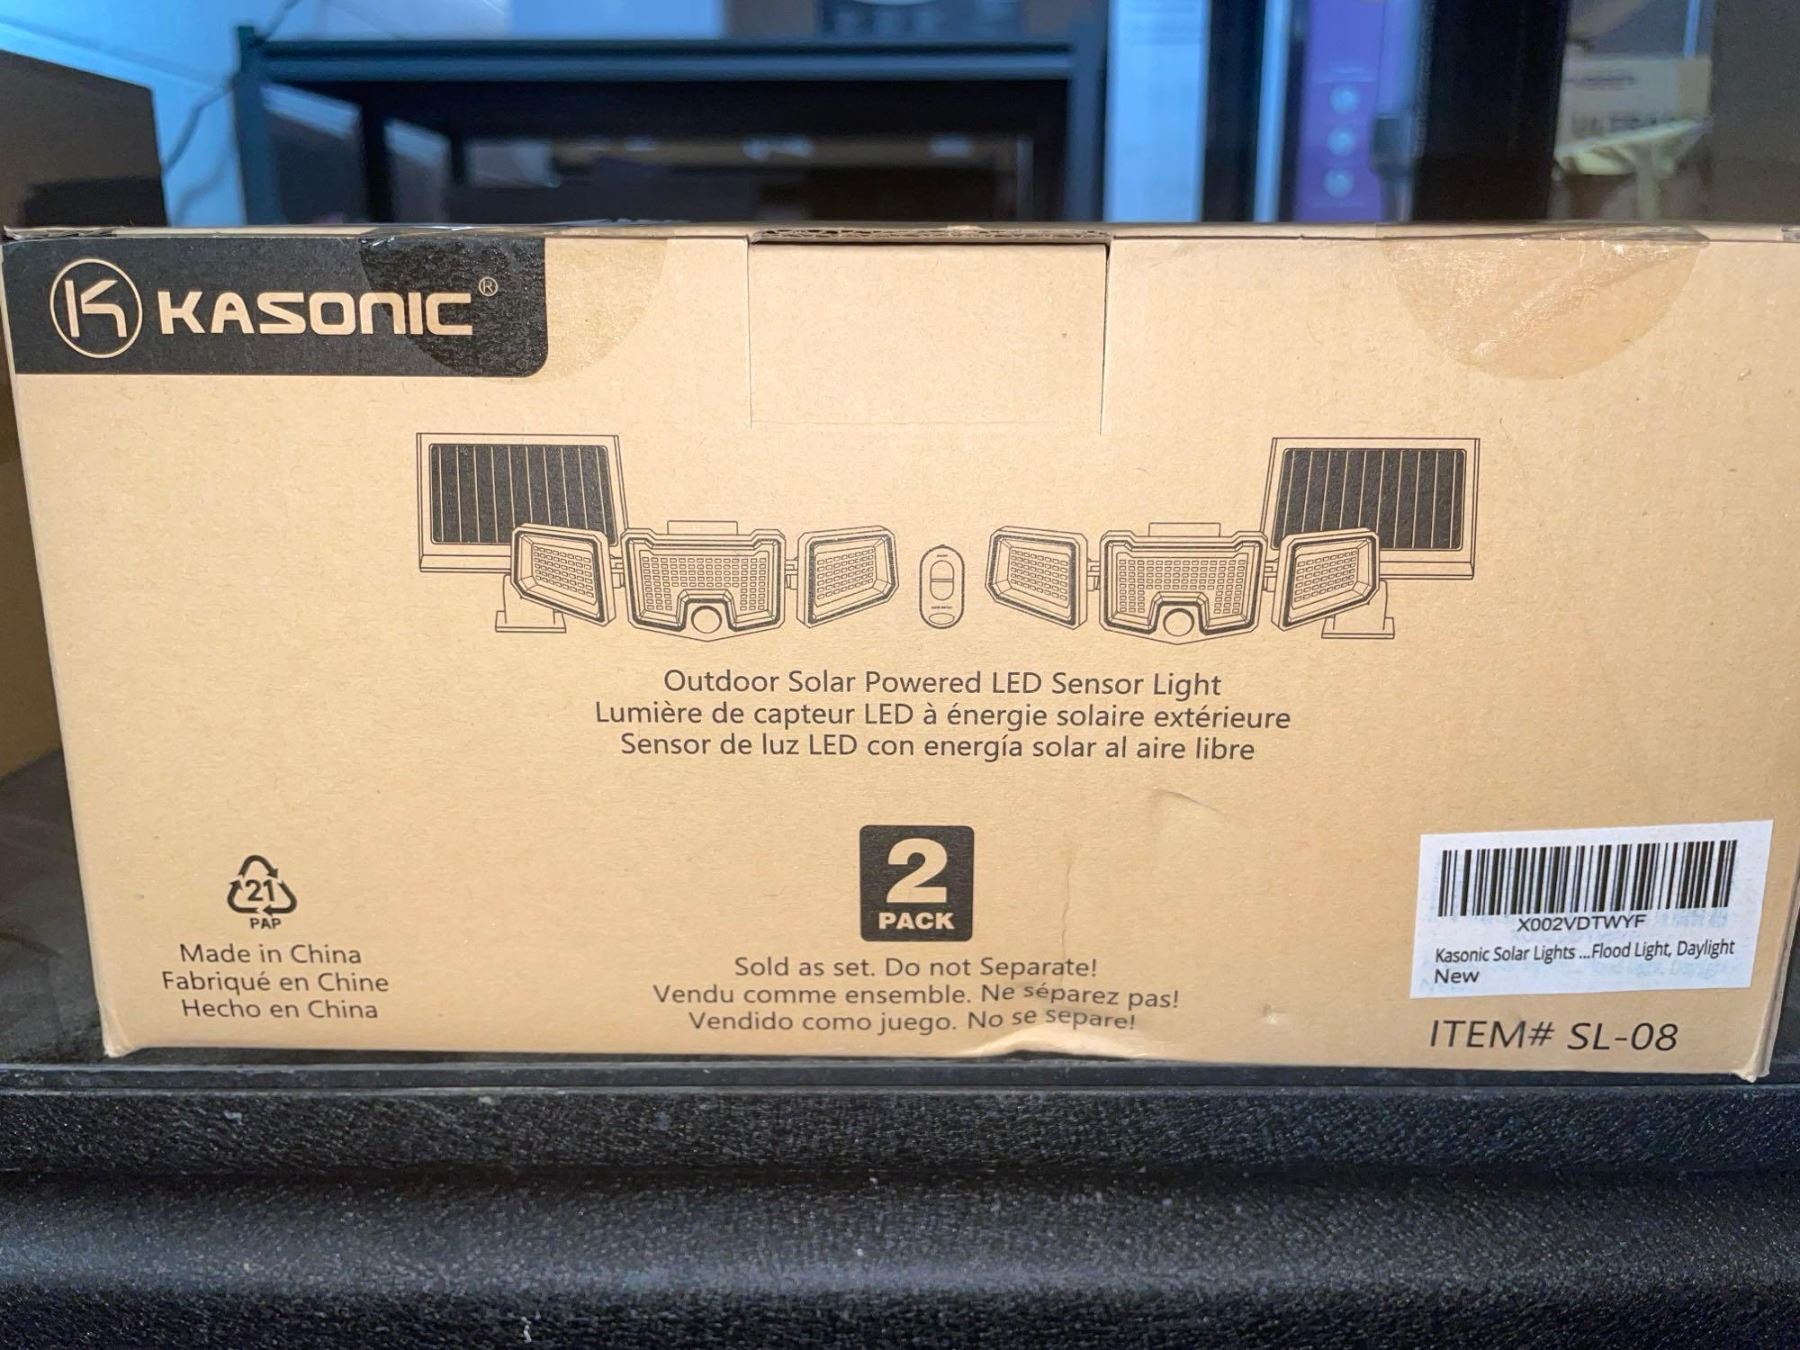 KASONIC®
Outdoor Solar Powered LED Sensor Light
Lumière de capteur LED à énergie solaire extérieure
Sensor de luz LED con energía solar al aire libre
21
PAP
Made in China
Fabriqué en Chine
Hecho en China
2
PACK
Sold as set. Do not Separate!
Vendu comme ensemble. Ne séparez pas!
Vendido como juego. No se separe!
X002VDTWYF
Kasonic Solar Lights ...Flood Light, Daylight
New
ITEM# SL-08